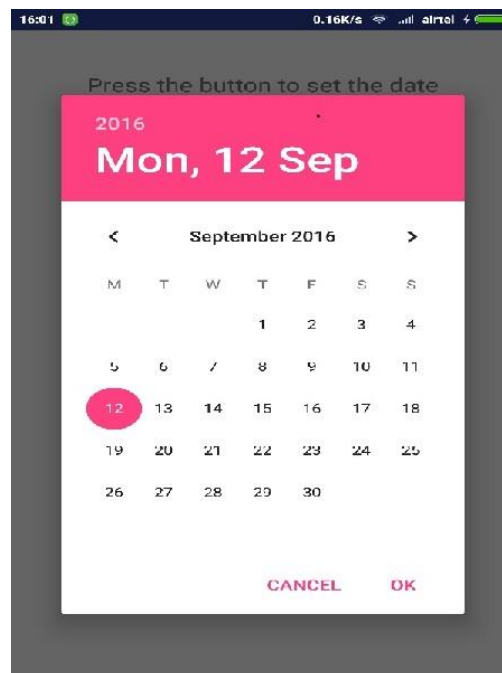 16:01 0.16K/s airtel
Press the button to set the date
2016
Mon, 12 Sep
< September 2016 >
M T W T F S S
1 2 3 4
5 6 7 8 9 10 11
12 13 14 15 16 17 18
19 20 21 22 23 24 25
26 27 28 29 30
CANCEL OK